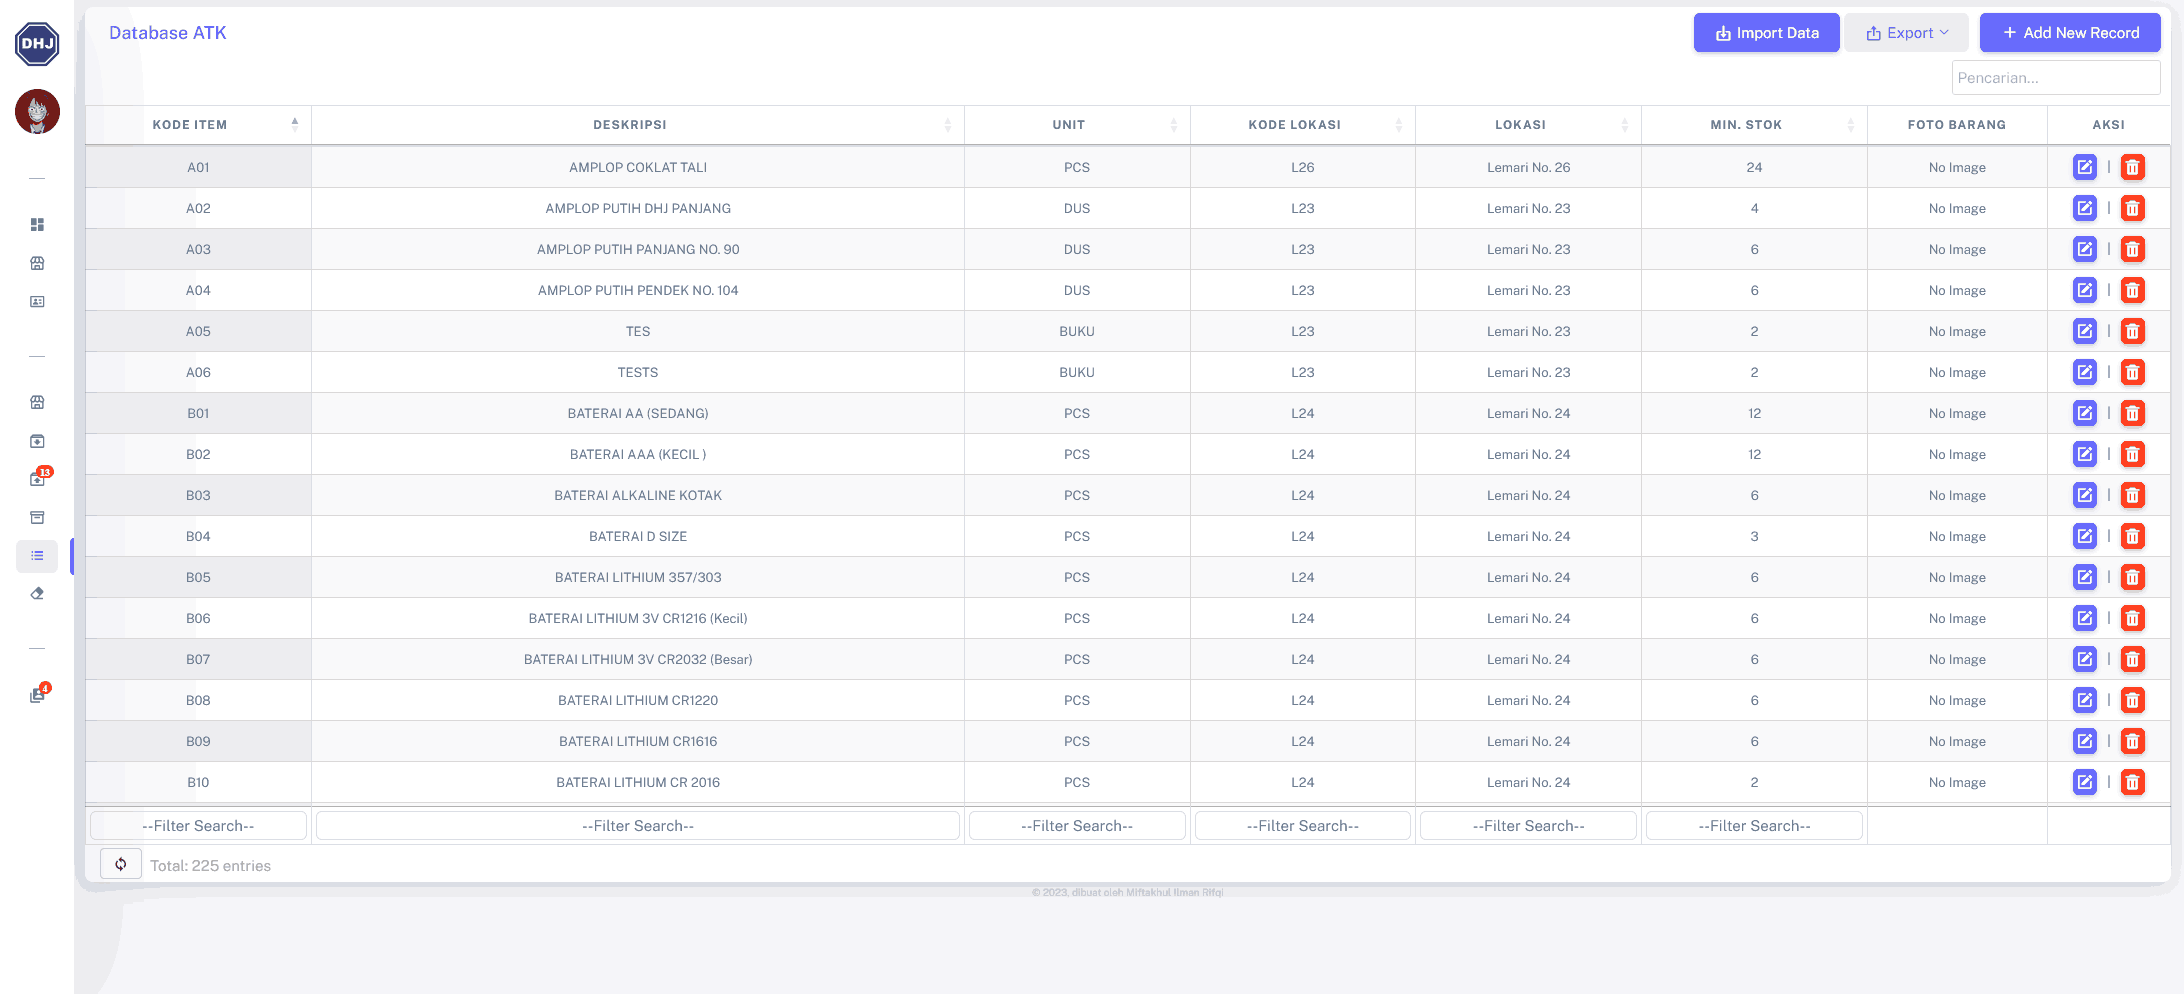 DHJ
Database ATK
Import Data
Export
Add New Record
Pencarian...
KODE ITEM DESKRIPSI UNIT KODE LOKASI LOKASI MIN. STOK FOTO BARANG AKSI
A01 AMPLOP COKLAT TALI PCS L26 Lemari No. 26 24 No Image |
A02 AMPLOP PUTIH DHJ PANJANG DUS L23 Lemari No. 23 4 No Image |
A03 AMPLOP PUTIH PANJANG NO. 90 DUS L23 Lemari No. 23 6 No Image |
A04 AMPLOP PUTIH PENDEK NO. 104 DUS L23 Lemari No. 23 6 No Image |
A05 TES BUKU L23 Lemari No. 23 2 No Image |
A06 TESTS BUKU L23 Lemari No. 23 2 No Image |
B01 BATERAI AA (SEDANG) PCS L24 Lemari No. 24 12 No Image |
B02 BATERAI AAA (KECIL ) PCS L24 Lemari No. 24 12 No Image |
B03 BATERAI ALKALINE KOTAK PCS L24 Lemari No. 24 6 No Image |
13
B04 BATERAI D SIZE PCS L24 Lemari No. 24 3 No Image |
B05 BATERAI LITHIUM 357/303 PCS L24 Lemari No. 24 6 No Image |
B06 BATERAI LITHIUM 3V CR1216 (Kecil) PCS L24 Lemari No. 24 6 No Image |
B07 BATERAI LITHIUM 3V CR2032 (Besar) PCS L24 Lemari No. 24 6 No Image |
4
B08 BATERAI LITHIUM CR1220 PCS L24 Lemari No. 24 6 No Image |
B09 BATERAI LITHIUM CR1616 PCS L24 Lemari No. 24 6 No Image |
B10 BATERAI LITHIUM CR 2016 PCS L24 Lemari No. 24 2 No Image |
--Filter Search-- --Filter Search-- --Filter Search-- --Filter Search-- --Filter Search-- --Filter Search--
Total: 225 entries
© 2023, dibuat oleh Miftakhul Ilman Rifqi